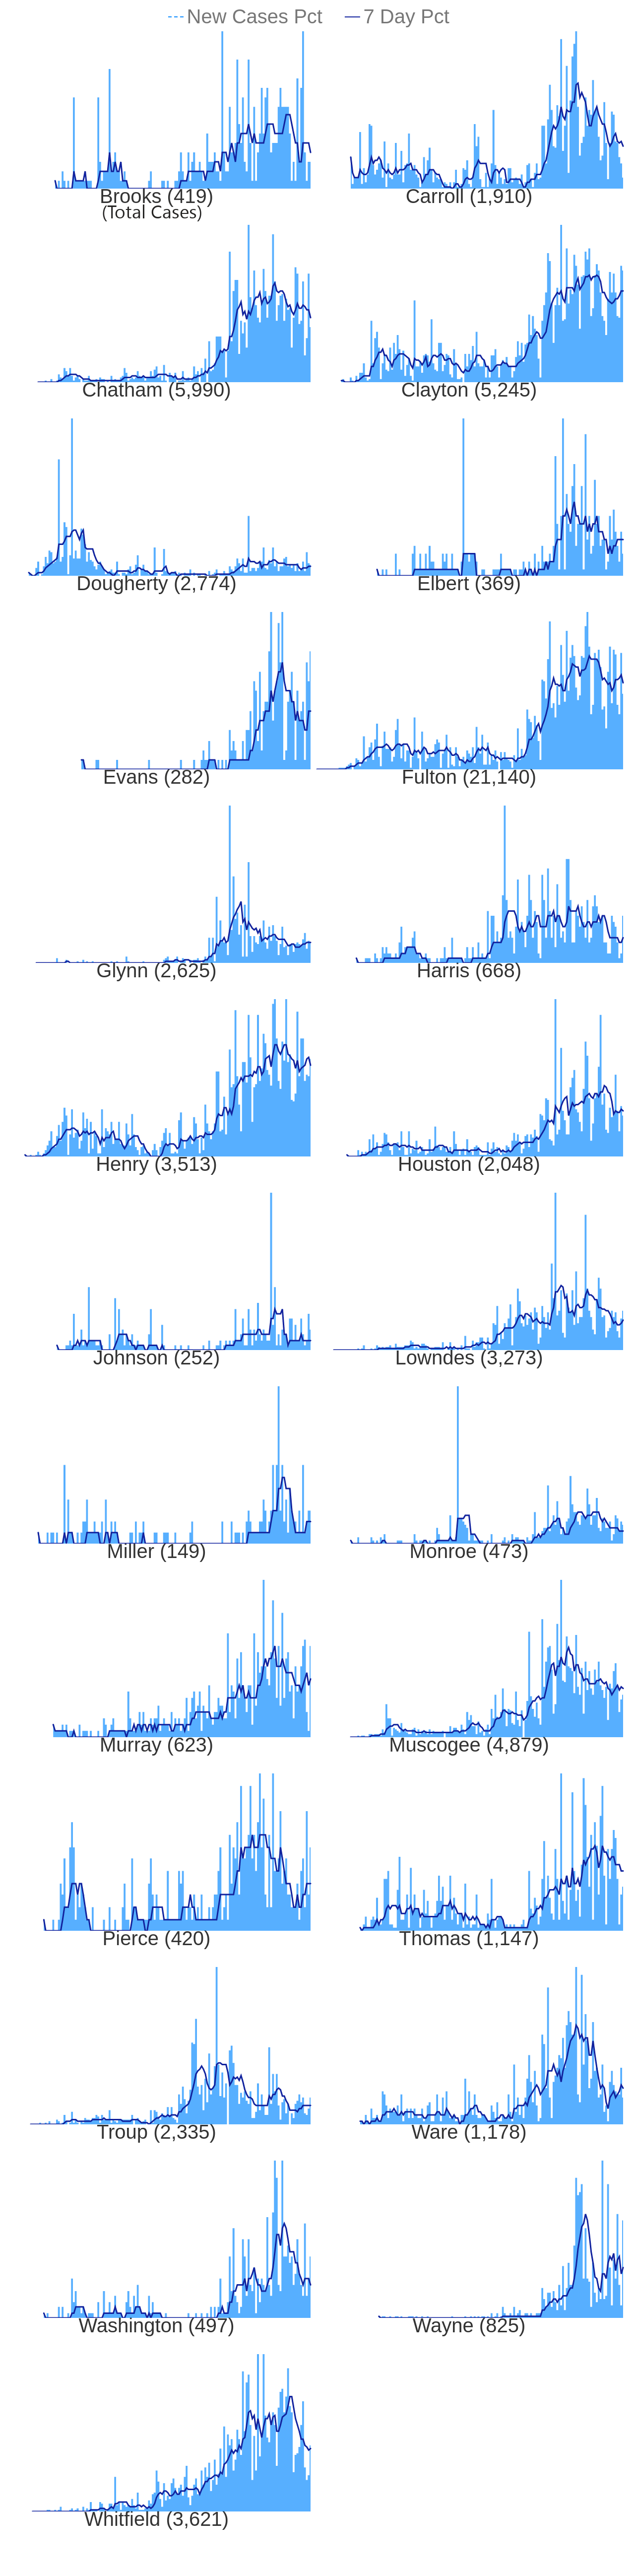 New Cases Pct 7 Day Pct
Brooks (419) Carroll (1,910)
(Total Cases)
Chatham (5,990) Clayton (5,245)
Dougherty (2,774) Elbert (369)
Evans (282) Fulton (21,140)
Glynn (2,625) Harris (668)
Henry (3,513) Houston (2,048)
Johnson (252) Lowndes (3,273)
Miller (149) Monroe (473)
Murray (623) Muscogee (4,879)
Pierce (420) Thomas (1,147)
Troup (2,335) Ware (1,178)
Washington (497) Wayne (825)
Whitfield (3,621)